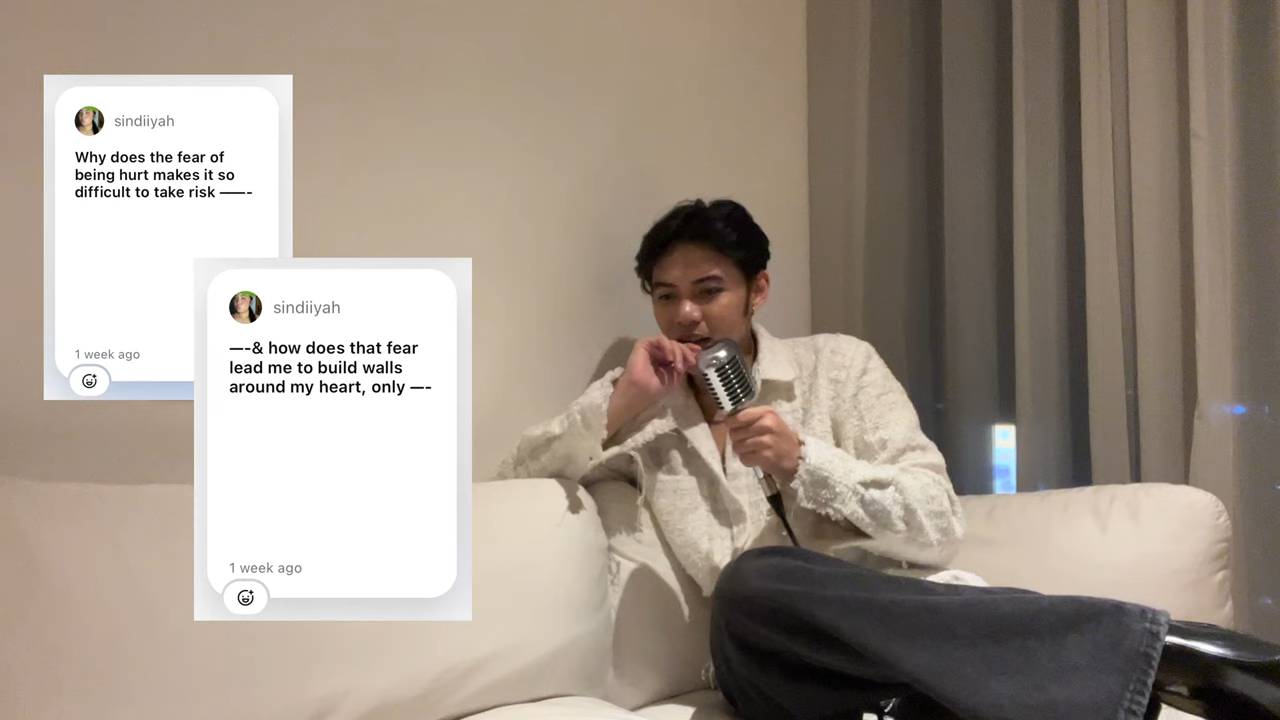 sindiiyah
Why does the fear of
being hurt makes it so
difficult to take risk ——-
1 week ago
sindiiyah
—-& how does that fear
lead me to build walls
around my heart, only —-
1 week ago